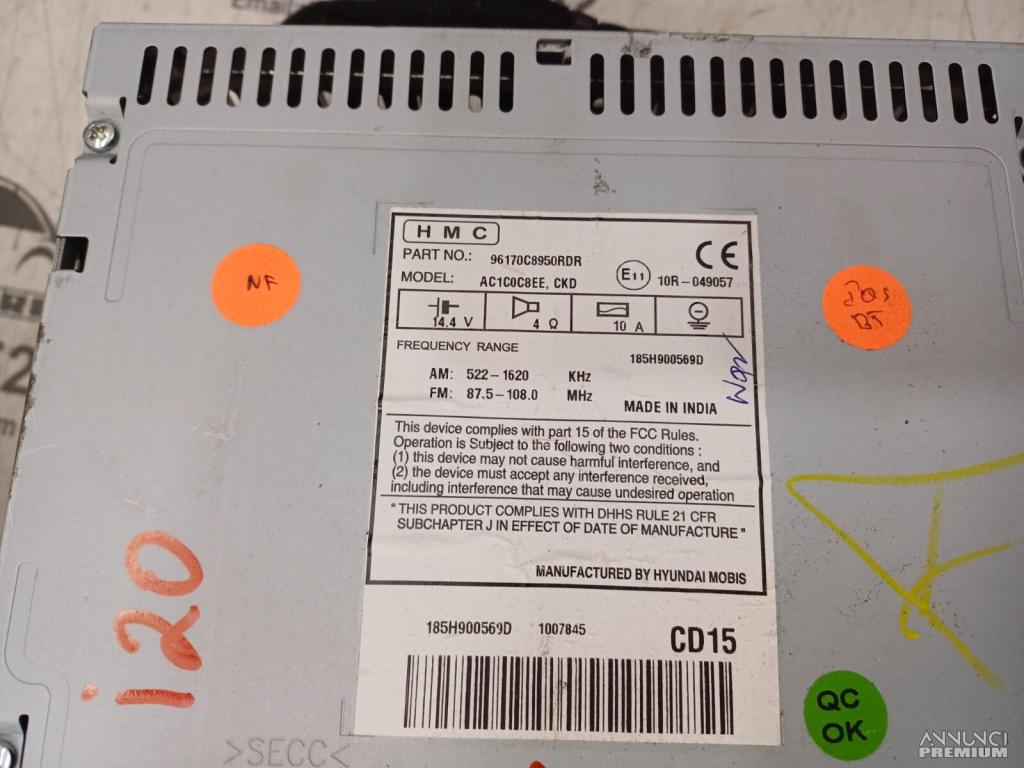 Email
HMC
PART NO.: 96170C8950RDR
CE
MODEL: AC1C0C8EE, CKD
E11 10R-049057
14.4 V 4 Ω 10 A
FREQUENCY RANGE
185H900569D
AM: 522-1620 KHz
FM: 87.5-108.0 MHz
MADE IN INDIA
This device complies with part 15 of the FCC Rules.
Operation is Subject to the following two conditions :
(1) this device may not cause harmful interference, and
(2) the device must accept any interference received,
including interference that may cause undesired operation
" THIS PRODUCT COMPLIES WITH DHHS RULE 21 CFR
SUBCHAPTER J IN EFFECT OF DATE OF MANUFACTURE "
MANUFACTURED BY HYUNDAI MOBIS
185H900569D 1007845
CD15
NF
i20
QC
OK
>SECC<
ANNUNCI
PREMIUM